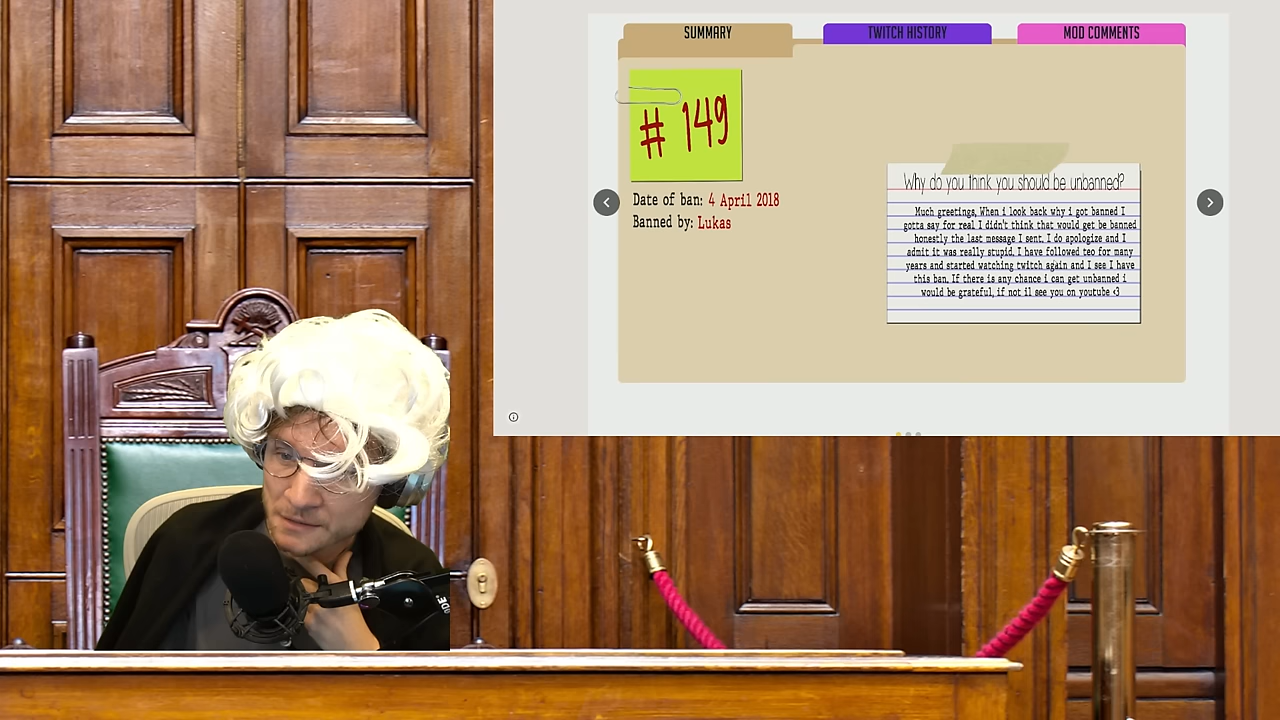 SUMMARY
TWITCH HISTORY
MOD COMMENTS
# 149
Date of ban: 4 April 2018
Banned by: Lukas
Why do you think you should be unbanned?
Much greetings, When i look back why i got banned I
gotta say for real I didn't think that would get be banned
honestly the last message I sent, I do apologize and I
admit it was really stupid. I have followed teo for many
years and started watching twitch again and I see I have
this ban. If there is any chance i can get unbanned i
would be grateful, if not il see you on youtube <3